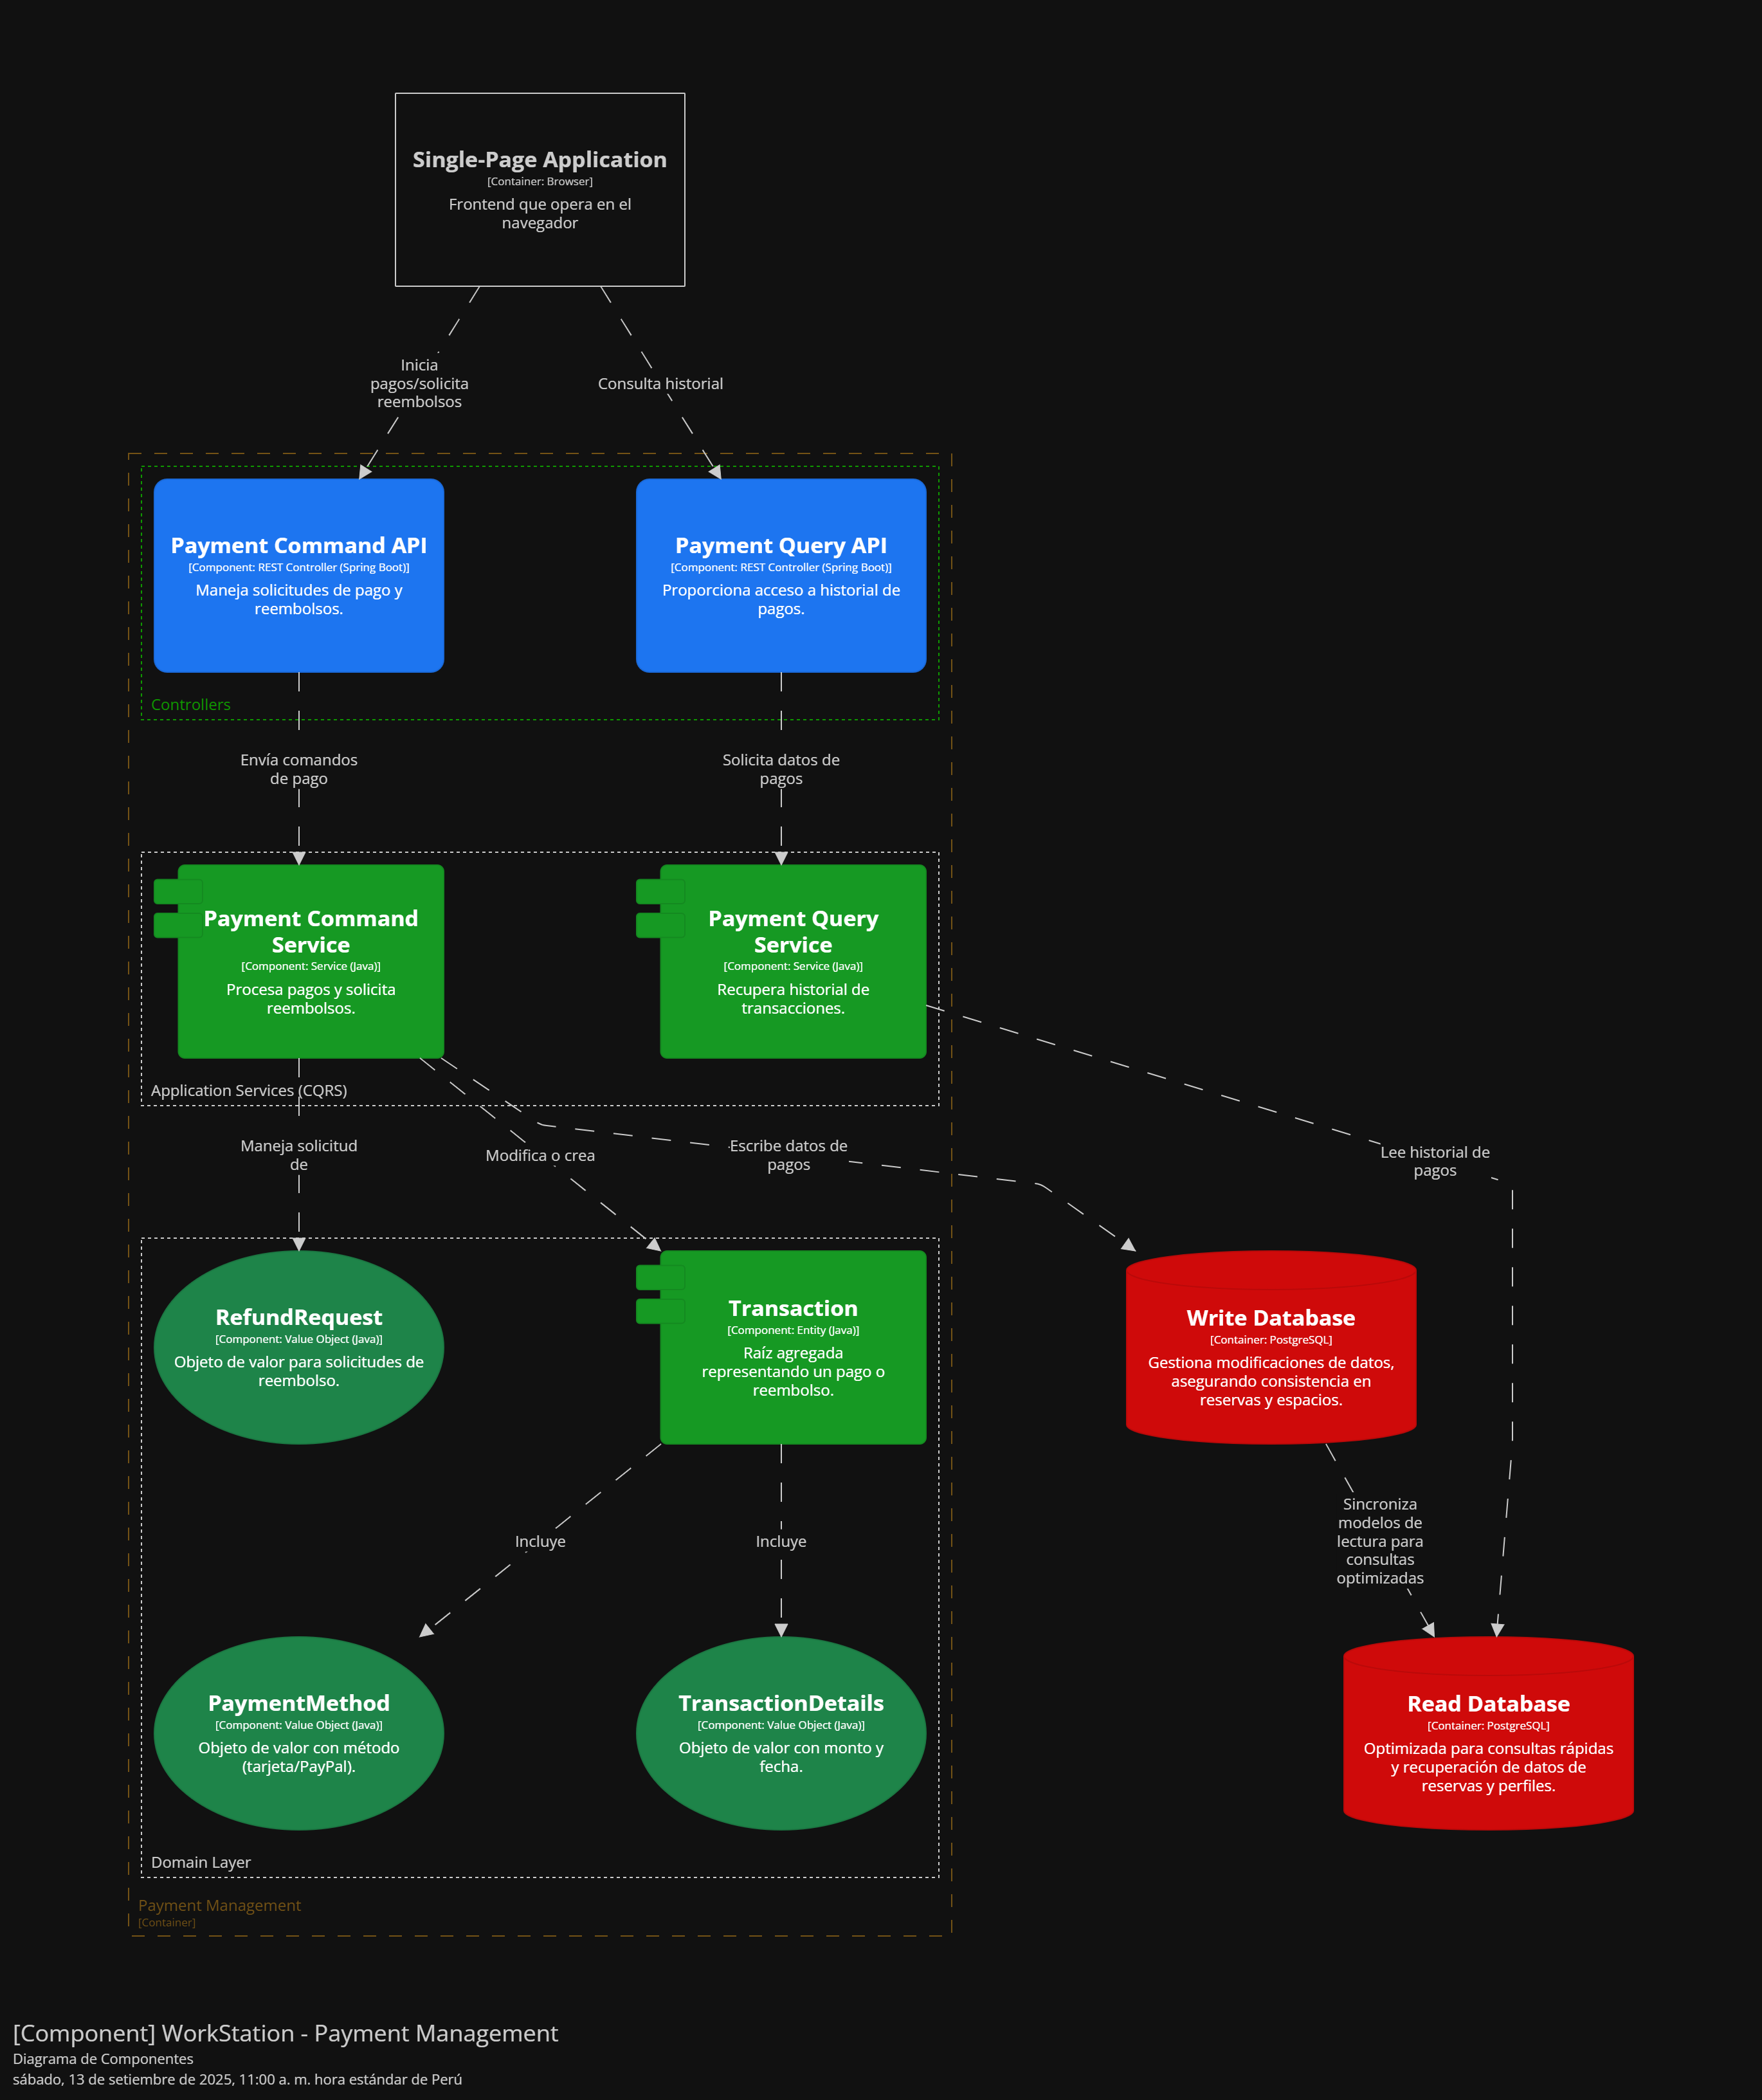 Single-Page Application
[Container: Browser]
Frontend que opera en el
navegador
Inicia
pagos/solicita
reembolsos
Consulta historial
Payment Command API
[Component: REST Controller (Spring Boot)]
Maneja solicitudes de pago y
reembolsos.
Payment Query API
[Component: REST Controller (Spring Boot)]
Proporciona acceso a historial de
pagos.
Controllers
Envía comandos
de pago
Solicita datos de
pagos
Payment Command
Service
[Component: Service (Java)]
Procesa pagos y solicita
reembolsos.
Payment Query
Service
[Component: Service (Java)]
Recupera historial de
transacciones.
Application Services (CQRS)
Maneja solicitud
de
Modifica o crea
Escribe datos de
pagos
Lee historial de
pagos
RefundRequest
[Component: Value Object (Java)]
Objeto de valor para solicitudes de
reembolso.
Transaction
[Component: Entity (Java)]
Raíz agregada
representando un pago o
reembolso.
Write Database
[Container: PostgreSQL]
Gestiona modificaciones de datos,
asegurando consistencia en
reservas y espacios.
Incluye
Incluye
Sincroniza
modelos de
lectura para
consultas
optimizadas
PaymentMethod
[Component: Value Object (Java)]
Objeto de valor con método
(tarjeta/PayPal).
TransactionDetails
[Component: Value Object (Java)]
Objeto de valor con monto y
fecha.
Read Database
[Container: PostgreSQL]
Optimizada para consultas rápidas
y recuperación de datos de
reservas y perfiles.
Domain Layer
Payment Management
[Container]
[Component] WorkStation - Payment Management
Diagrama de Componentes
sábado, 13 de setiembre de 2025, 11:00 a. m. hora estándar de Perú